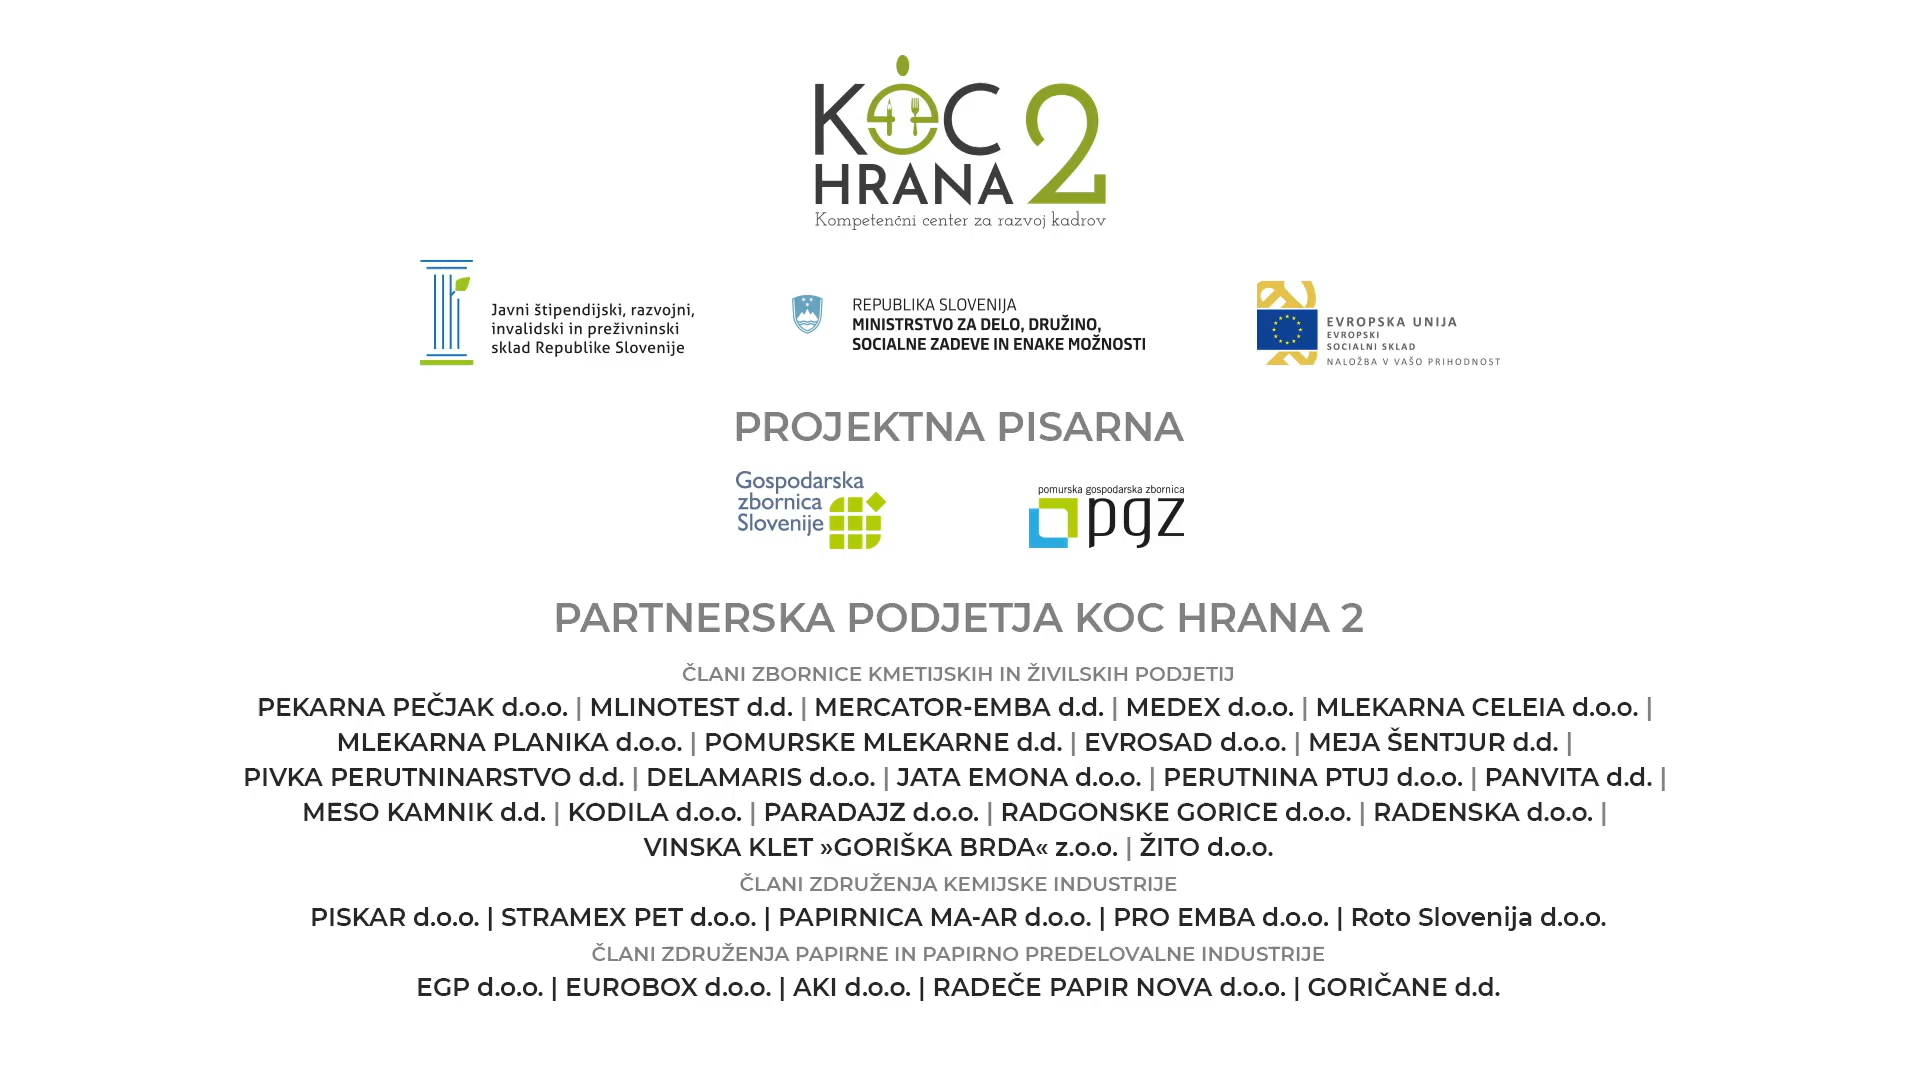 KOC 2
HRANA
Kompetenčni center za razvoj kadrov
Javni štipendijski, razvojni,
invalidski in preživninski
sklad Republike Slovenije
REPUBLIKA SLOVENIJA
MINISTRSTVO ZA DELO, DRUŽINO,
SOCIALNE ZADEVE IN ENAKE MOŽNOSTI
EVROPSKA UNIJA
EVROPSKI
SOCIALNI SKLAD
NALOŽBA V VAŠO PRIHODNOST
PROJEKTNA PISARNA
Gospodarska
zbornica
Slovenije
pomurska gospodarska zbornica
pgz
PARTNERSKA PODJETJA KOC HRANA 2
ČLANI ZBORNICE KMETIJSKIH IN ŽIVILSKIH PODJETIJ
PEKARNA PEČJAK d.o.o. | MLINOTEST d.d. | MERCATOR-EMBA d.d. | MEDEX d.o.o. | MLEKARNA CELEIA d.o.o. |
MLEKARNA PLANIKA d.o.o. | POMURSKE MLEKARNE d.d. | EVROSAD d.o.o. | MEJA ŠENTJUR d.d. |
PIVKA PERUTNINARSTVO d.d. | DELAMARIS d.o.o. | JATA EMONA d.o.o. | PERUTNINA PTUJ d.o.o. | PANVITA d.d. |
MESO KAMNIK d.d. | KODILA d.o.o. | PARADAJZ d.o.o. | RADGONSKE GORICE d.o.o. | RADENSKA d.o.o. |
VINSKA KLET »GORIŠKA BRDA« z.o.o. | ŽITO d.o.o.
ČLANI ZDRUŽENJA KEMIJSKE INDUSTRIJE
PISKAR d.o.o. | STRAMEX PET d.o.o. | PAPIRNICA MA-AR d.o.o. | PRO EMBA d.o.o. | Roto Slovenija d.o.o.
ČLANI ZDRUŽENJA PAPIRNE IN PAPIRNO PREDELOVALNE INDUSTRIJE
EGP d.o.o. | EUROBOX d.o.o. | AKI d.o.o. | RADEČE PAPIR NOVA d.o.o. | GORIČANE d.d.